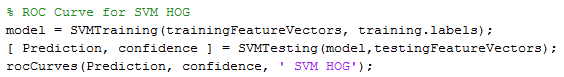 % ROC Curve for SVM HOG
model = SVMTraining(trainingFeatureVectors, training.labels);
[ Prediction, confidence ] = SVMTesting(model,testingFeatureVectors);
rocCurves(Prediction, confidence, ' SVM HOG');